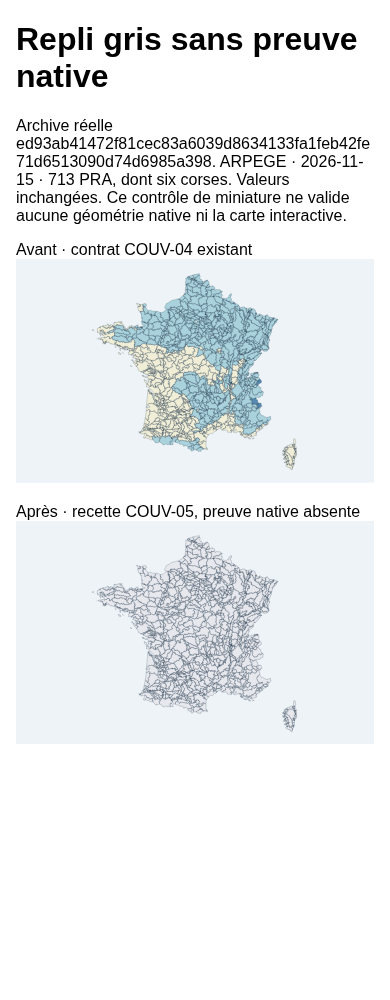 Repli gris sans preuve
native
Archive réelle
ed93ab41472f81cec83a6039d8634133fa1feb42fe
71d6513090d74d6985a398. ARPEGE · 2026-11-
15 · 713 PRA, dont six corses. Valeurs
inchangées. Ce contrôle de miniature ne valide
aucune géométrie native ni la carte interactive.
Avant · contrat COUV-04 existant
Après · recette COUV-05, preuve native absente